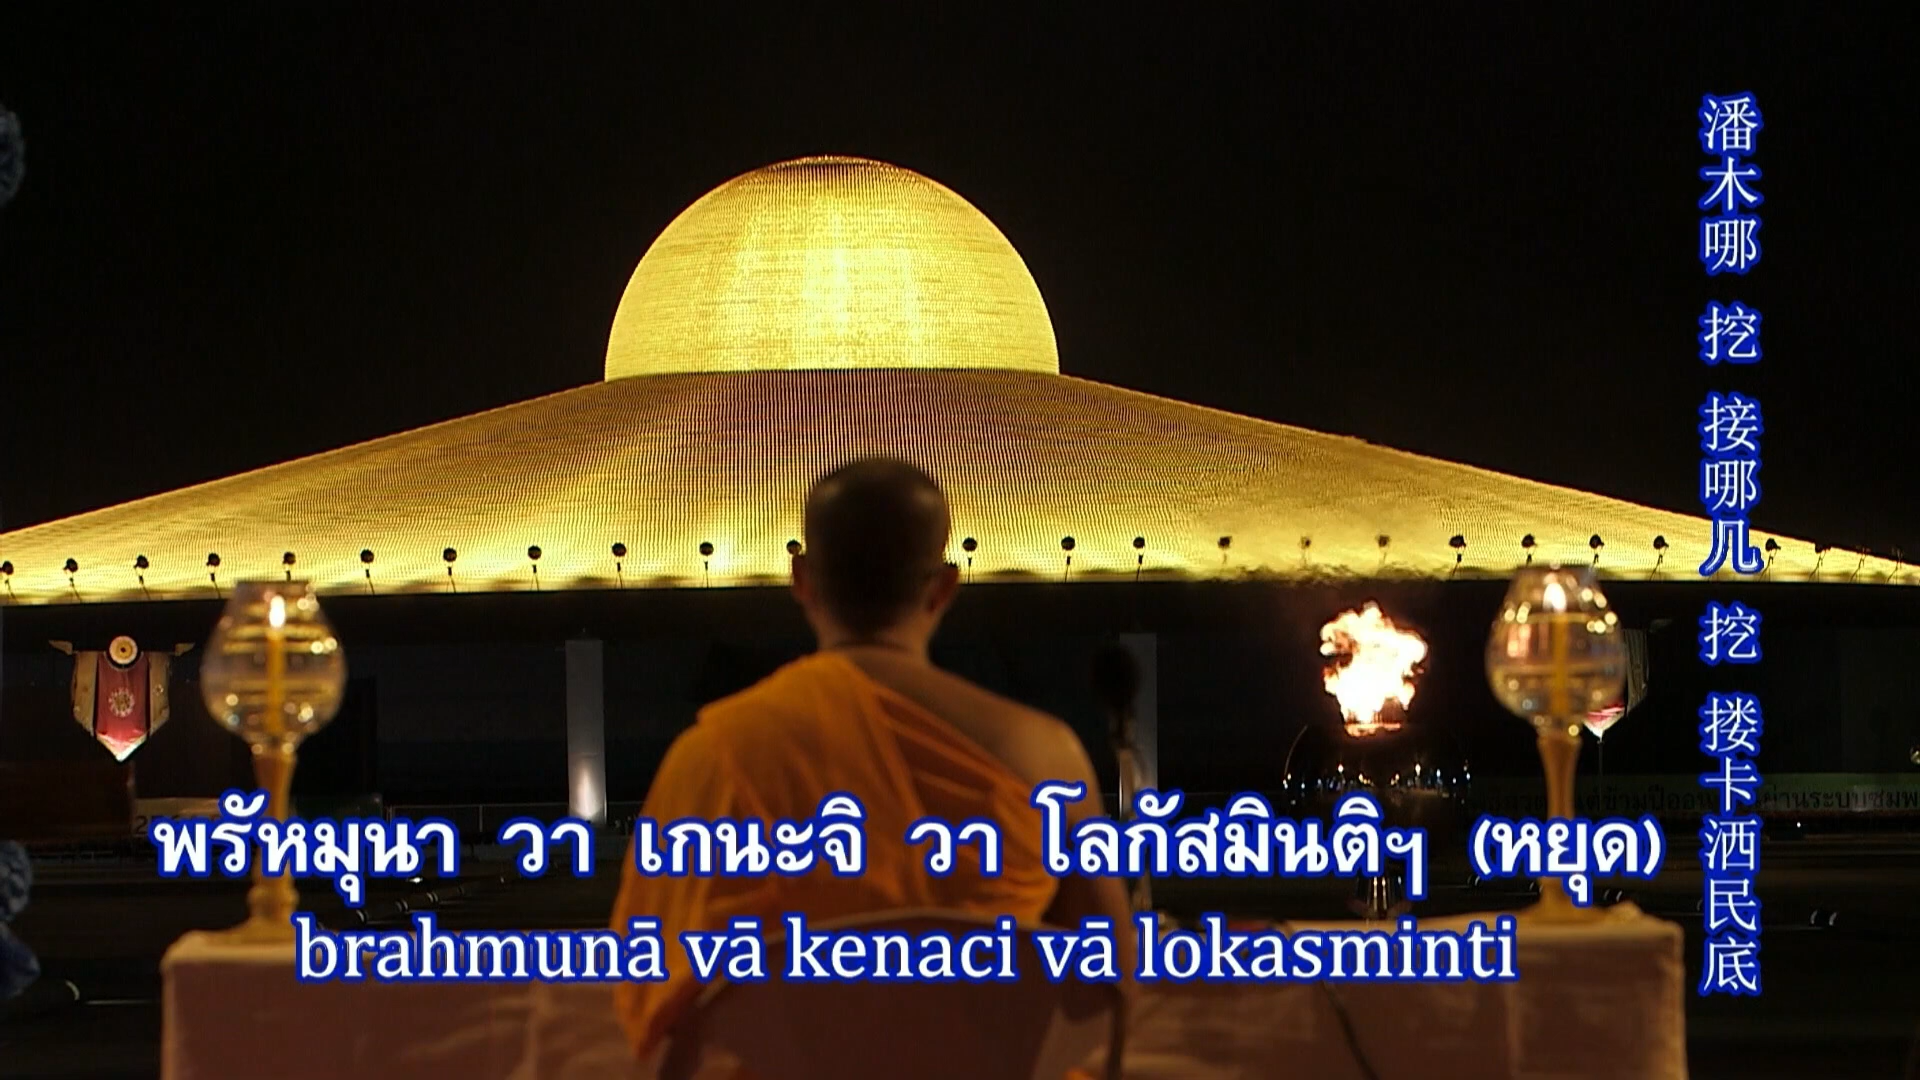 พรัหมุนา วา เกนะจิ วา โลกัสมินติฯ (หยุด)
brahmunā vā kenaci vā lokasminti
潘木哪 挖 接哪几 挖 搂卡洒民底